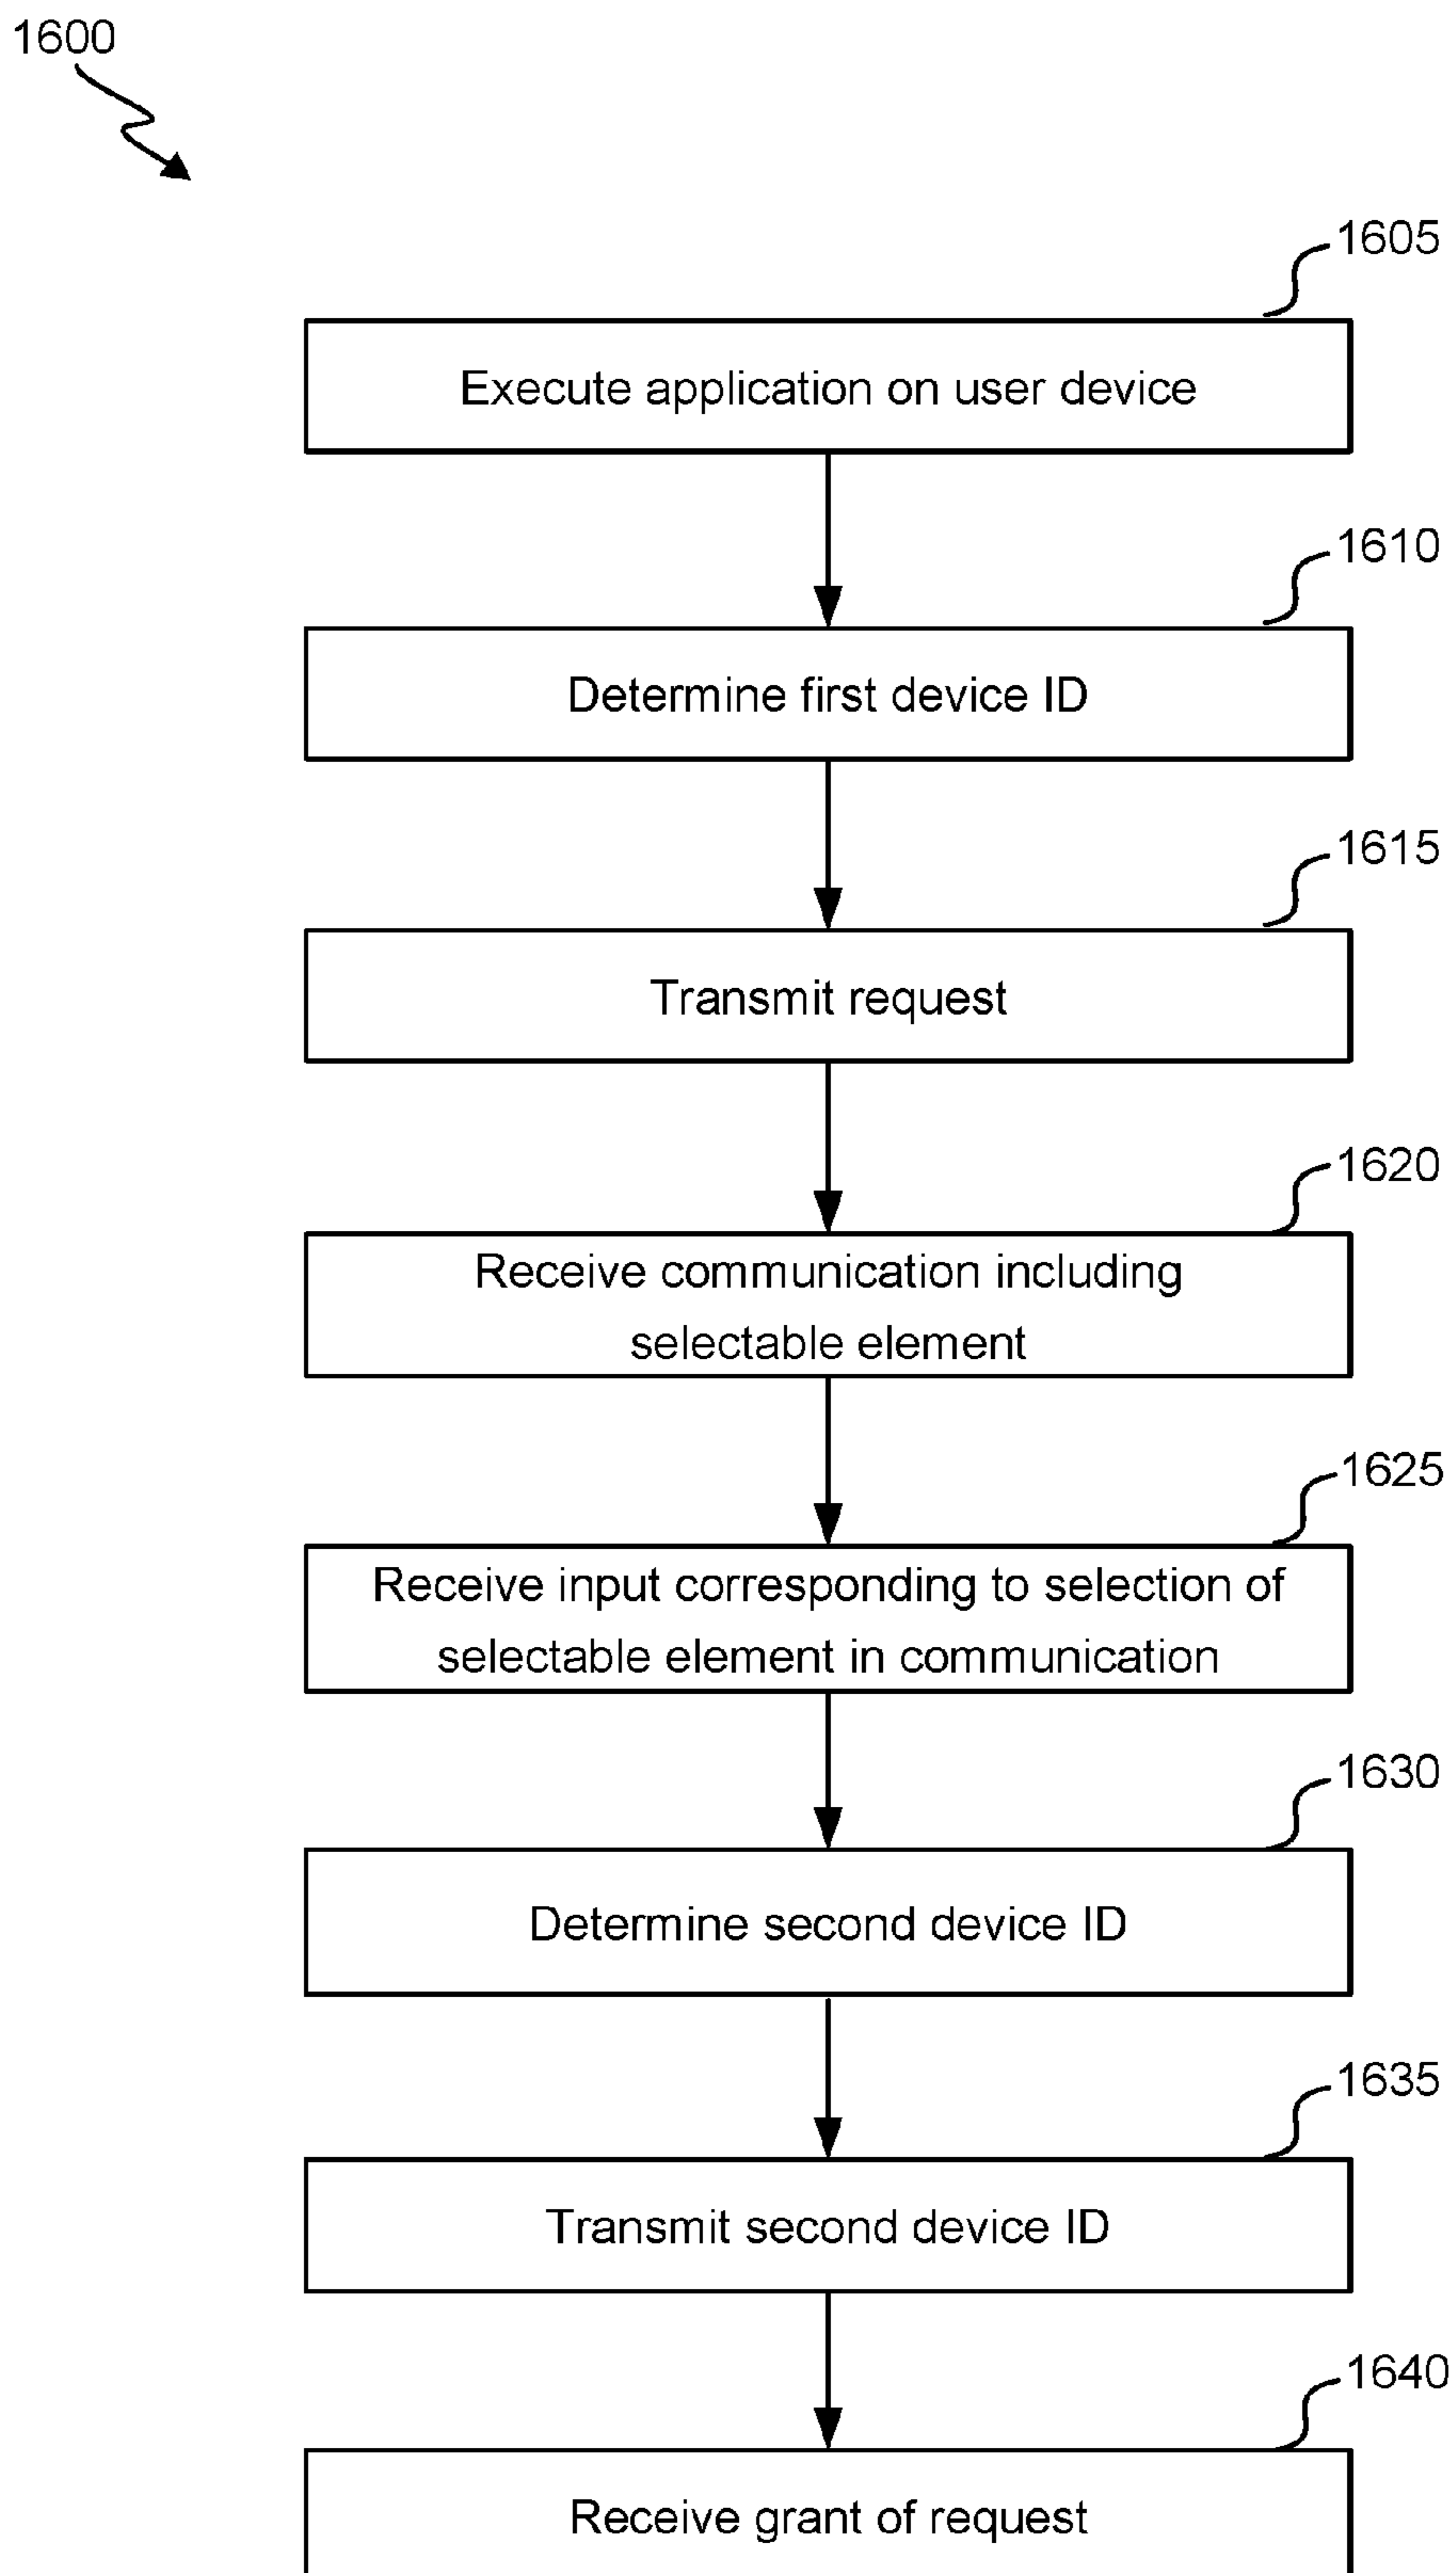 1600
1605
Execute application on user device
1610
Determine first device ID
1615
Transmit request
1620
Receive communication including
selectable element
1625
Receive input corresponding to selection of
selectable element in communication
1630
Determine second device ID
1635
Transmit second device ID
1640
Receive grant of request